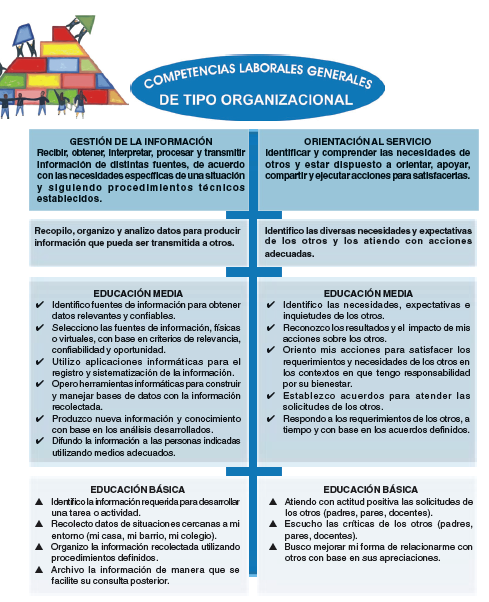 COMPETENCIAS LABORALES GENERALES
DE TIPO ORGANIZACIONAL
GESTIÓN DE LA INFORMACIÓN
Recibir, obtener, interpretar, procesar y transmitir
información de distintas fuentes, de acuerdo
con las necesidades específicas de una situación
y siguiendo procedimientos técnicos
establecidos.
Recopilo, organizo y analizo datos para producir
información que pueda ser transmitida a otros.
EDUCACIÓN MEDIA
✔ Identifico fuentes de información para obtener
datos relevantes y confiables.
✔ Selecciono las fuentes de información, físicas
o virtuales, con base en criterios de relevancia,
confiabilidad y oportunidad.
✔ Utilizo aplicaciones informáticas para el
registro y sistematización de la información.
✔ Opero herramientas informáticas para construir
y manejar bases de datos con la información
recolectada.
✔ Produzco nueva información y conocimiento
con base en los análisis desarrollados.
✔ Difundo la información a las personas indicadas
utilizando medios adecuados.
EDUCACIÓN BÁSICA
▲ Identifico la información requerida para desarrollar
una tarea o actividad.
▲ Recolecto datos de situaciones cercanas a mi
entorno (mi casa, mi barrio, mi colegio).
▲ Organizo la información recolectada utilizando
procedimientos definidos.
▲ Archivo la información de manera que se
facilite su consulta posterior.
ORIENTACIÓN AL SERVICIO
Identificar y comprender las necesidades de
otros y estar dispuesto a orientar, apoyar,
compartir y ejecutar acciones para satisfacerlas.
Identifico las diversas necesidades y expectativas
de los otros y los atiendo con acciones
adecuadas.
EDUCACIÓN MEDIA
✔ Identifico las necesidades, expectativas e
inquietudes de los otros.
✔ Reconozco los resultados y el impacto de mis
acciones sobre los otros.
✔ Oriento mis acciones para satisfacer los
requerimientos y necesidades de los otros en
los contextos en que tengo responsabilidad
por su bienestar.
✔ Establezco acuerdos para atender las
solicitudes de los otros.
✔ Respondo a los requerimientos de los otros, a
tiempo y con base en los acuerdos definidos.
EDUCACIÓN BÁSICA
▲ Atiendo con actitud positiva las solicitudes de
los otros (padres, pares, docentes).
▲ Escucho las críticas de los otros (padres,
pares, docentes).
▲ Busco mejorar mi forma de relacionarme con
otros con base en sus apreciaciones.